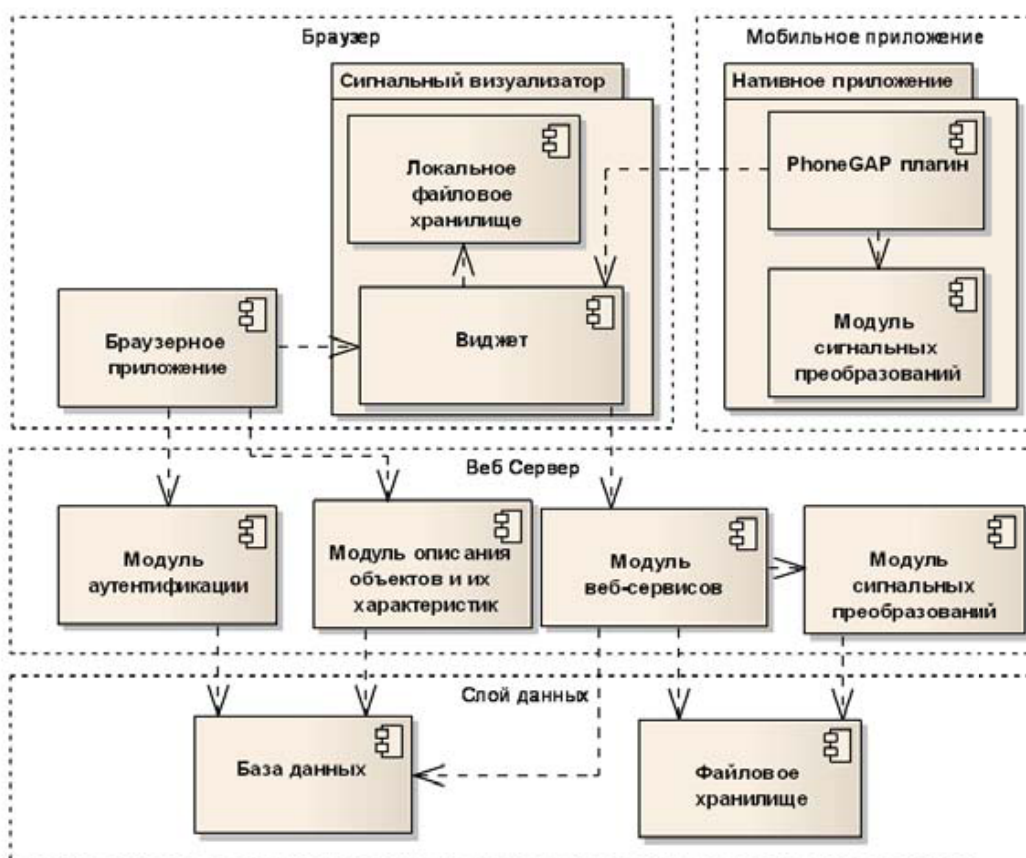 Браузер
Мобильное приложение
Сигнальный визуализатор
Нативное приложение
Локальное
файловое
хранилище
PhoneGAP плагин
Браузерное
приложение
Виджет
Модуль
сигнальных
преобразований
Веб Сервер
Модуль
аутентификации
Модуль описания
объектов и их
характеристик
Модуль
веб-сервисов
Модуль
сигнальных
преобразований
Слой данных
База данных
Файловое
хранилище